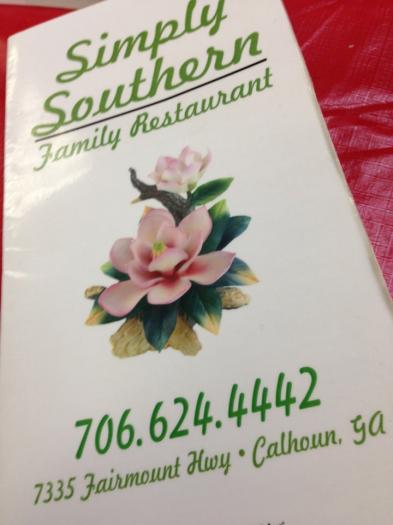 Simply
Southern
Family Restaurant
706.624.4442
7335 Fairmount Hwy • Calhoun, GA